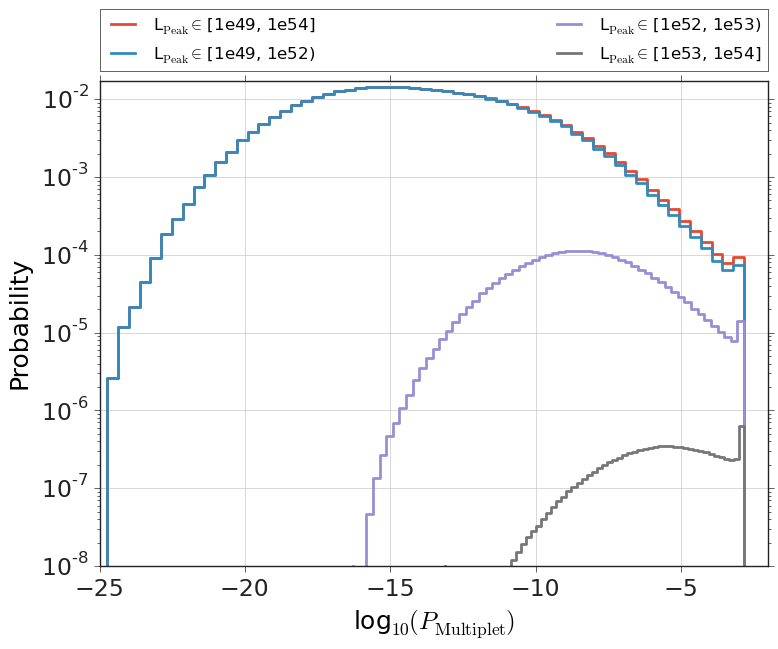 L_Peak ∈ [1e49, 1e54]
L_Peak ∈ [1e49, 1e52)
L_Peak ∈ [1e52, 1e53)
L_Peak ∈ [1e53, 1e54]
10^-2
10^-3
10^-4
10^-5
10^-6
10^-7
10^-8
Probability
−25 −20 −15 −10 −5
log_10(P_Multiplet)